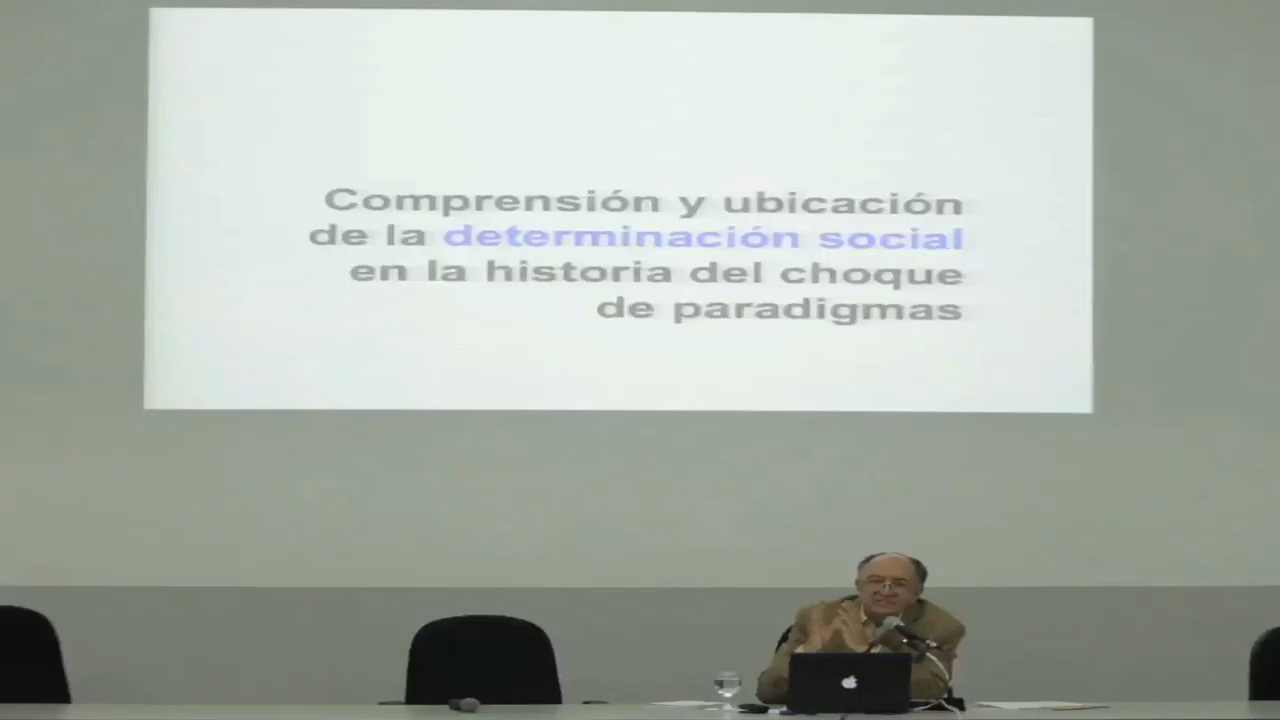 Comprensión y ubicación
de la determinación social
en la historia del choque
de paradigmas